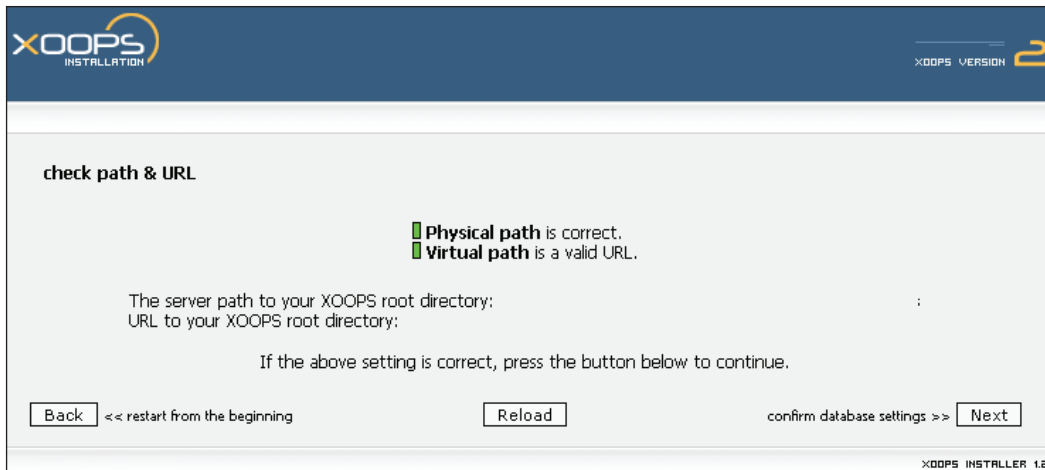 XOOPS
INSTALLATION
XOOPS VERSION 2
check path & URL
Physical path is correct.
Virtual path is a valid URL.
The server path to your XOOPS root directory: :
URL to your XOOPS root directory:
If the above setting is correct, press the button below to continue.
Back << restart from the beginning Reload confirm database settings >> Next
XOOPS INSTALLER